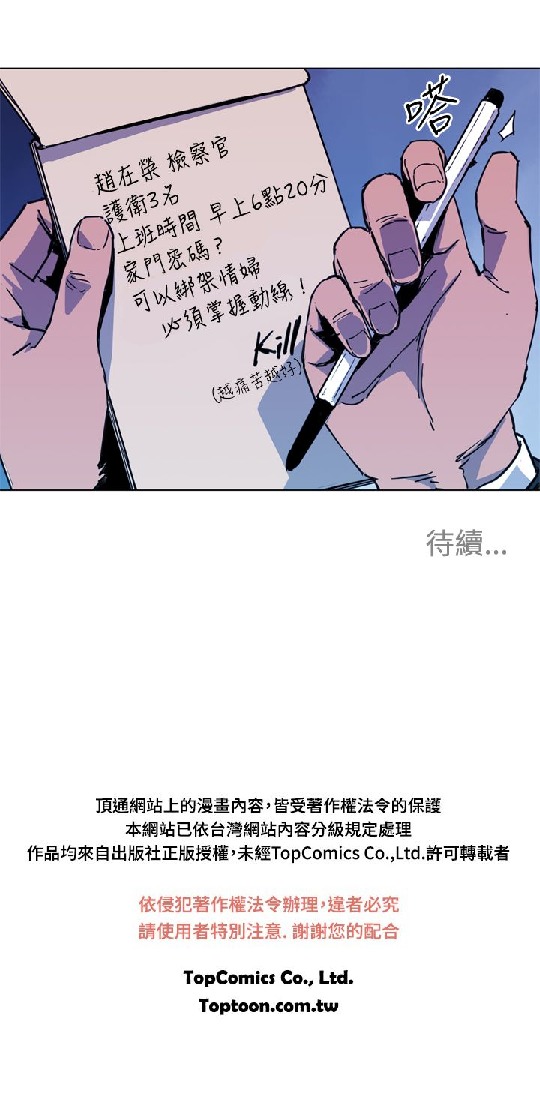 嗒
趙在榮 檢察官
護衛3名
上班時間 早上6點20分
家門密碼?
可以綁架情婦
必須掌握動線!
Kill
(越痛苦越好)
待續...
頂通網站上的漫畫內容,皆受著作權法令的保護
本網站已依台灣網站內容分級規定處理
作品均來自出版社正版授權,未經TopComics Co.,Ltd.許可轉載者
依侵犯著作權法令辦理,違者必究
請使用者特別注意. 謝謝您的配合
TopComics Co., Ltd.
Toptoon.com.tw